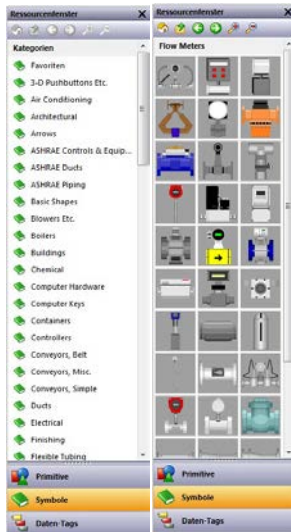 Ressourcenfenster
Kategorien
Favoriten
3-D Pushbuttons Etc.
Air Conditioning
Architectural
Arrows
ASHRAE Controls & Equip...
ASHRAE Ducts
ASHRAE Piping
Basic Shapes
Blowers Etc.
Boilers
Buildings
Chemical
Computer Hardware
Computer Keys
Containers
Controllers
Conveyors, Belt
Conveyors, Misc.
Conveyors, Simple
Ducts
Electrical
Finishing
Flexible Tubing
Primitive
Symbole
Daten-Tags
Ressourcenfenster
Flow Meters
Primitive
Symbole
Daten-Tags